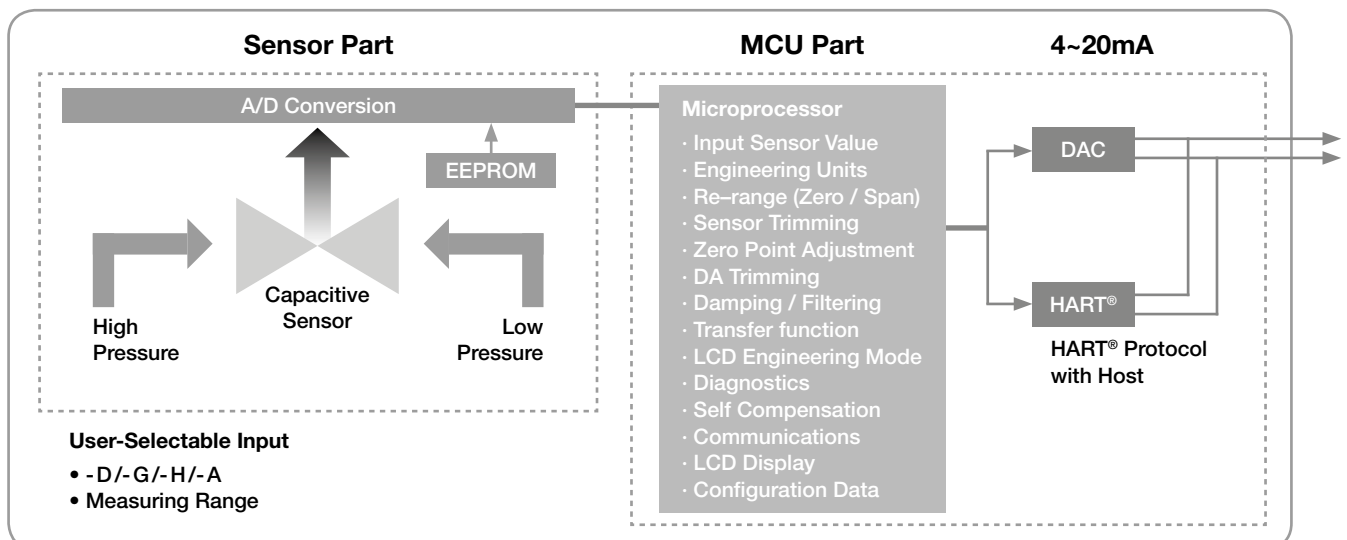 Sensor Part
MCU Part
4~20mA
A/D Conversion
EEPROM
Capacitive
Sensor
High
Pressure
Low
Pressure
User-Selectable Input
• -D/-G/-H/-A
• Measuring Range
Microprocessor
· Input Sensor Value
· Engineering Units
· Re–range (Zero / Span)
· Sensor Trimming
· Zero Point Adjustment
· DA Trimming
· Damping / Filtering
· Transfer function
· LCD Engineering Mode
· Diagnostics
· Self Compensation
· Communications
· LCD Display
· Configuration Data
DAC
HART®
HART® Protocol
with Host